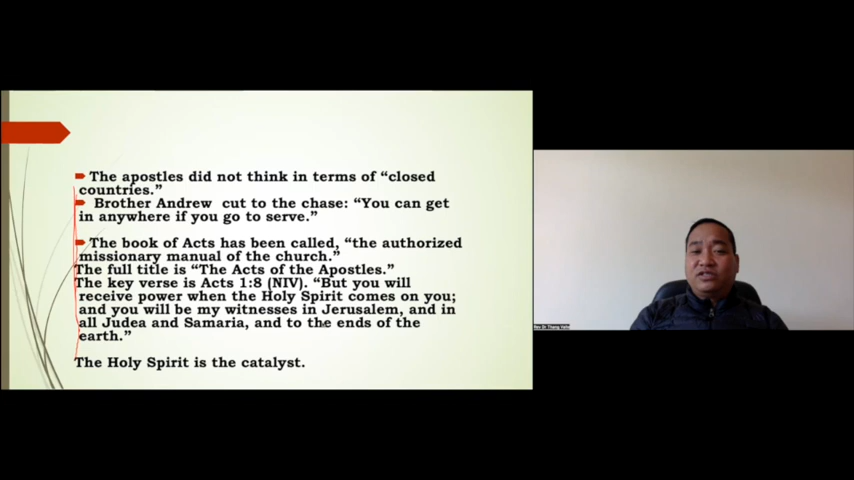 The apostles did not think in terms of “closed
countries.”
Brother Andrew cut to the chase: “You can get
in anywhere if you go to serve.”
The book of Acts has been called, “the authorized
missionary manual of the church.”
The full title is “The Acts of the Apostles.”
The key verse is Acts 1:8 (NIV). “But you will
receive power when the Holy Spirit comes on you;
and you will be my witnesses in Jerusalem, and in
all Judea and Samaria, and to the ends of the
earth.”
The Holy Spirit is the catalyst.